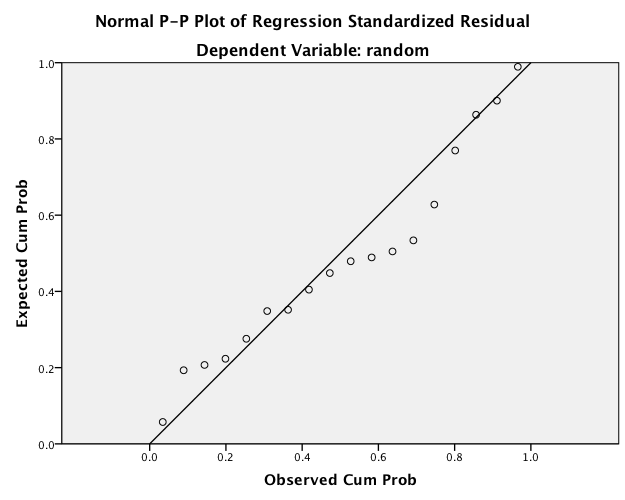 Normal P-P Plot of Regression Standardized Residual
Dependent Variable: random
1.0
0.8
0.6
0.4
0.2
0.0
Expected Cum Prob
0.0 0.2 0.4 0.6 0.8 1.0
Observed Cum Prob